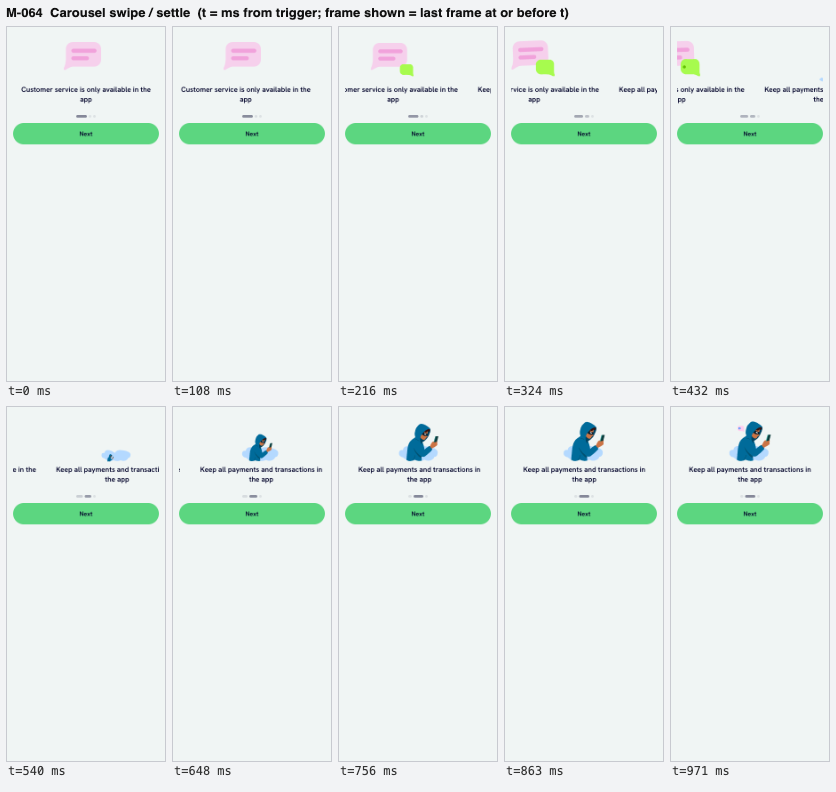 M-064 Carousel swipe / settle (t = ms from trigger; frame shown = last frame at or before t)
Customer service is only available in the
app
Next
t=0 ms
Customer service is only available in the
app
Next
t=108 ms
omer service is only available in the
app
Keep
Next
t=216 ms
vice is only available in the
app
Keep all pay
Next
t=324 ms
only available in the
pp
Keep all payments
the
Next
t=432 ms
e in the
Keep all payments and transacti
the app
Next
t=540 ms
Keep all payments and transactions in
the app
Next
t=648 ms
Keep all payments and transactions in
the app
Next
t=756 ms
Keep all payments and transactions in
the app
Next
t=863 ms
Keep all payments and transactions in
the app
Next
t=971 ms